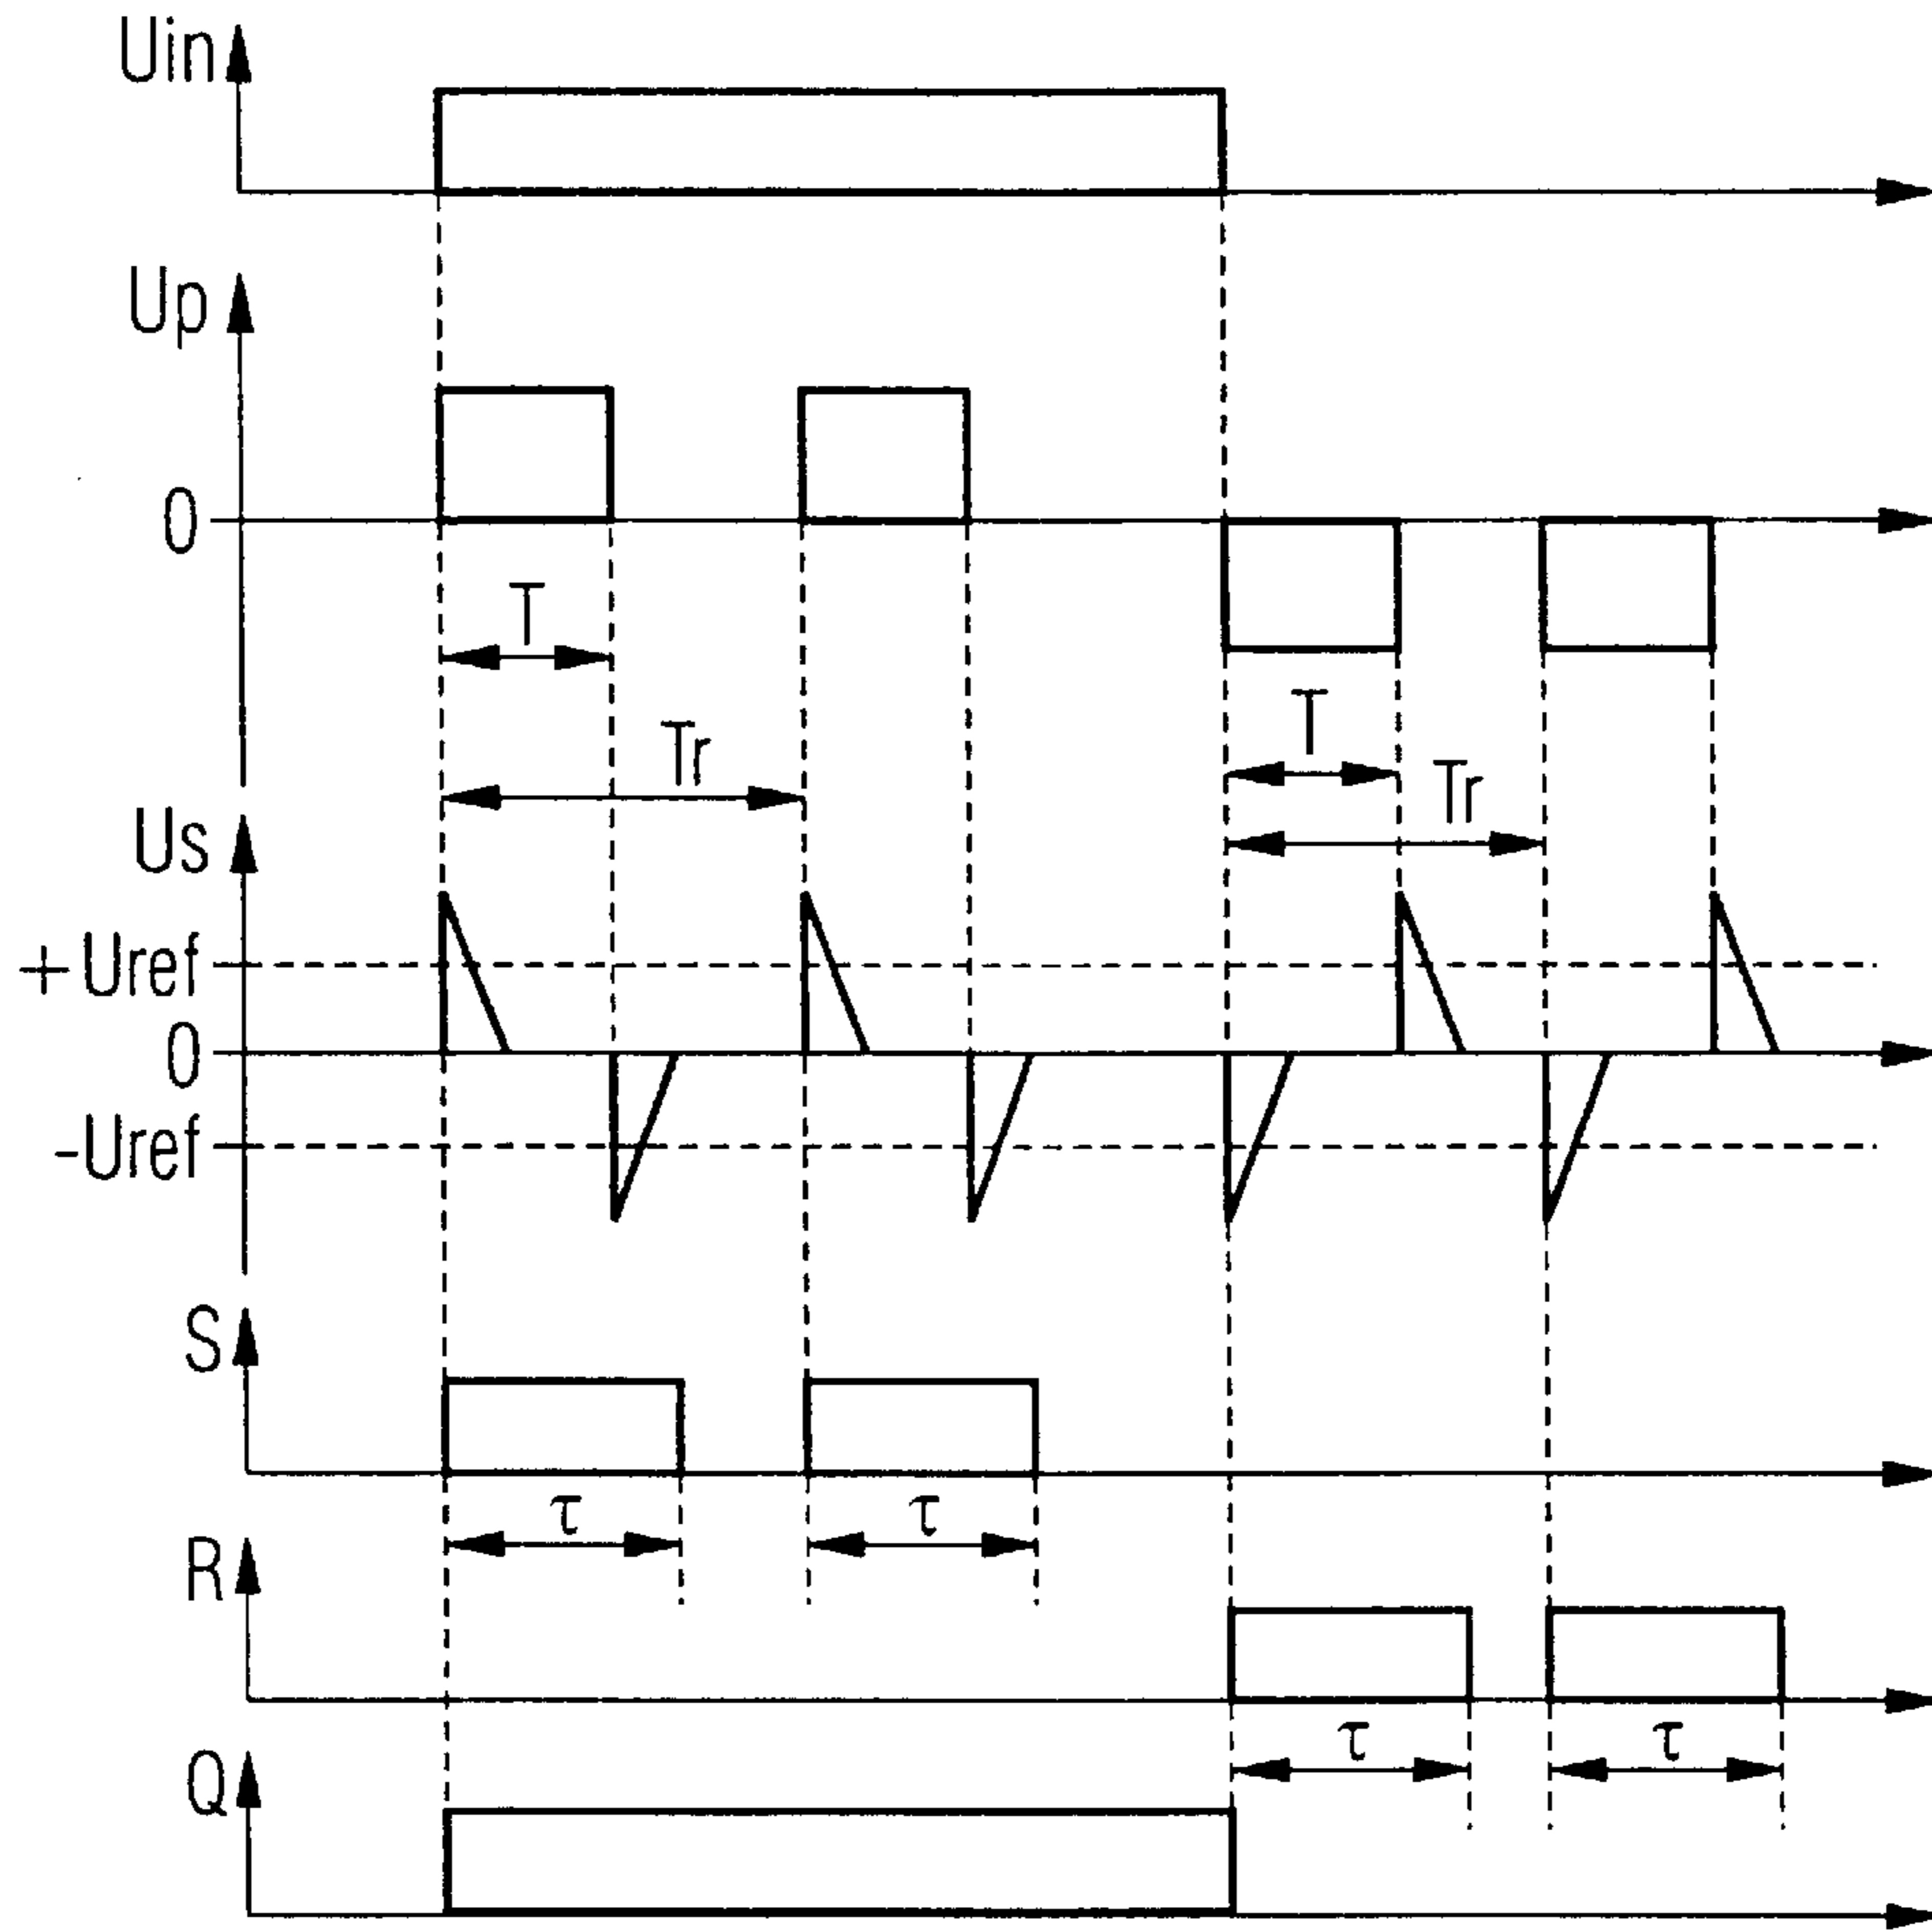 Uin
Up
0
T
T
Tr
Tr
Us
+Uref
0
-Uref
S
τ
τ
R
τ
τ
Q